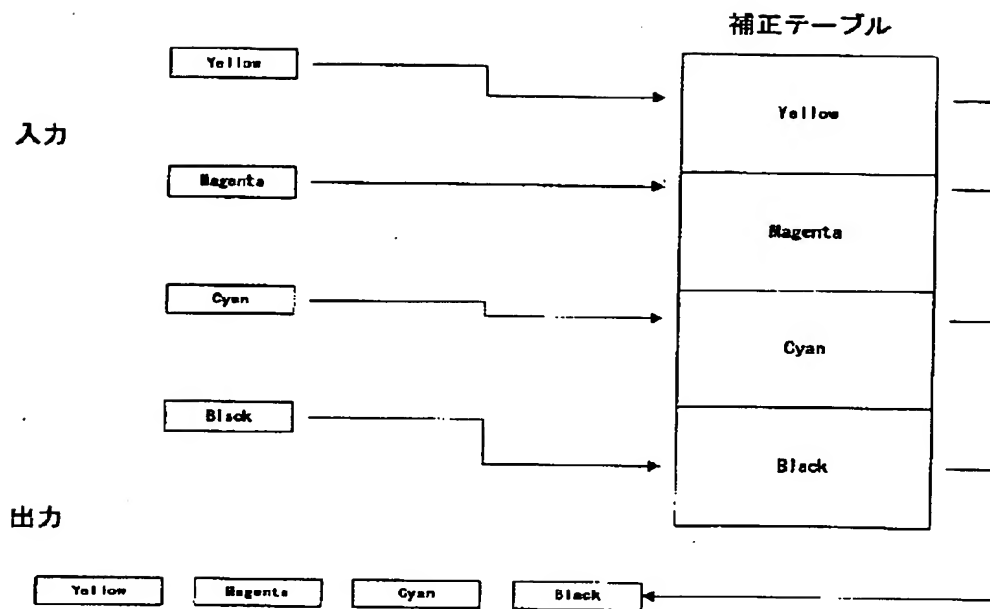 補正テーブル
Yellow
Yellow
入力
Magenta
Magenta
Cyan
Cyan
Black
Black
出力
Yellow
Magenta
Cyan
Black